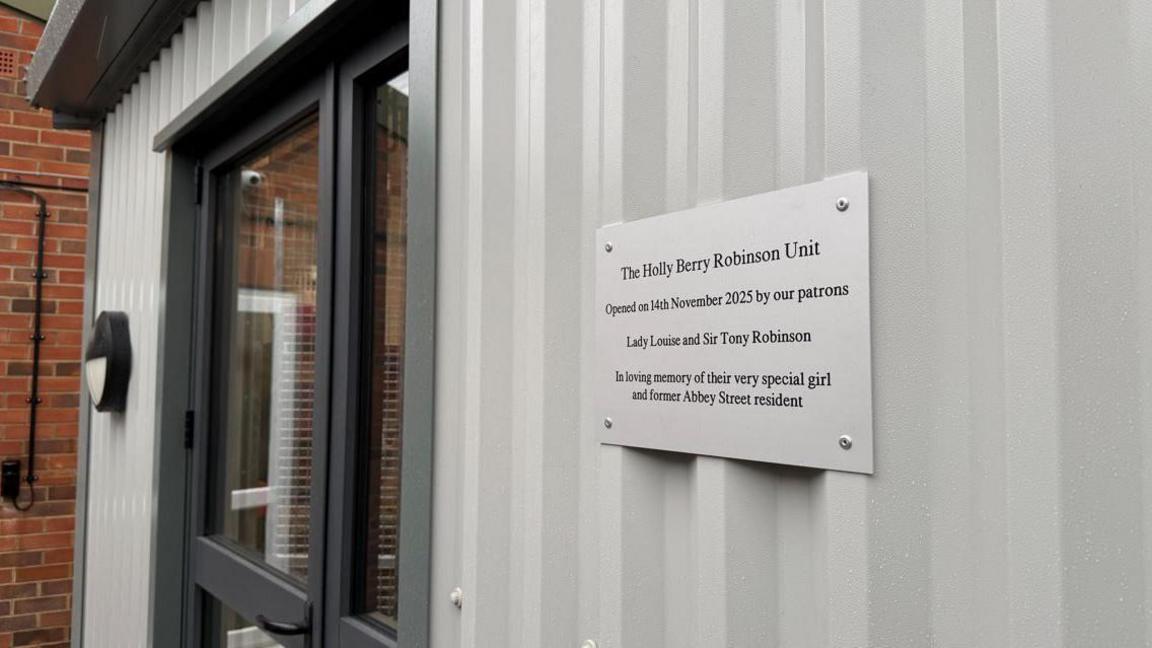 The Holly Berry Robinson Unit
Opened on 14th November 2025 by our patrons
Lady Louise and Sir Tony Robinson
In loving memory of their very special girl
and former Abbey Street resident